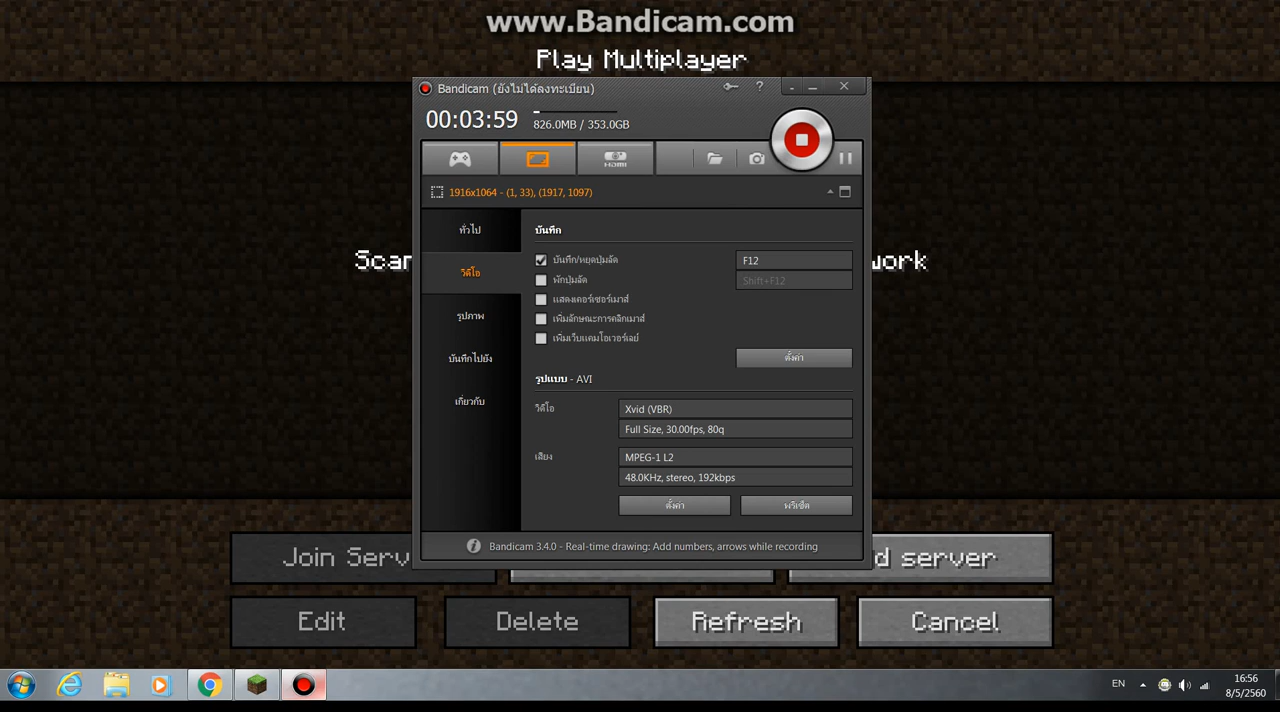 www.Bandicam.com
Play Multiplayer
Bandicam (ยังไม่ได้ลงทะเบียน)
?
00:03:59
826.0MB / 353.0GB
HDMI
1916x1064 - (1, 33), (1917, 1097)
ทั่วไป
วิดีโอ
รูปภาพ
บันทึกไปยัง
เกี่ยวกับ
บันทึก
บันทึก/หยุดปุ่มลัด
F12
พักปุ่มลัด
Shift+F12
แสดงเคอร์เซอร์เมาส์
เพิ่มลักษณะการคลิกเมาส์
เพิ่มเว็บแคมโอเวอร์เลย์
ตั้งค่า
รูปแบบ - AVI
วิดีโอ
Xvid (VBR)
Full Size, 30.00fps, 80q
เสียง
MPEG-1 L2
48.0KHz, stereo, 192kbps
ตั้งค่า
พรีเซ็ต
Bandicam 3.4.0 - Real-time drawing: Add numbers, arrows while recording
Scan
work
Join Serv
d server
Edit
Delete
Refresh
Cancel
EN
16:56
8/5/2560